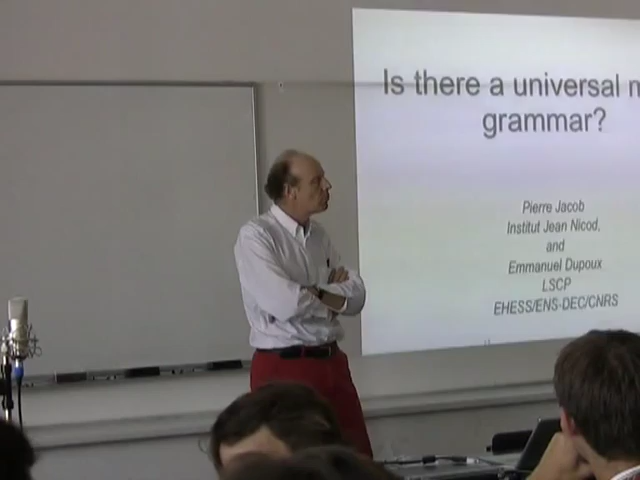 Is there a universal m
grammar?
Pierre Jacob
Institut Jean Nicod,
and
Emmanuel Dupoux
LSCP
EHESS/ENS-DEC/CNRS